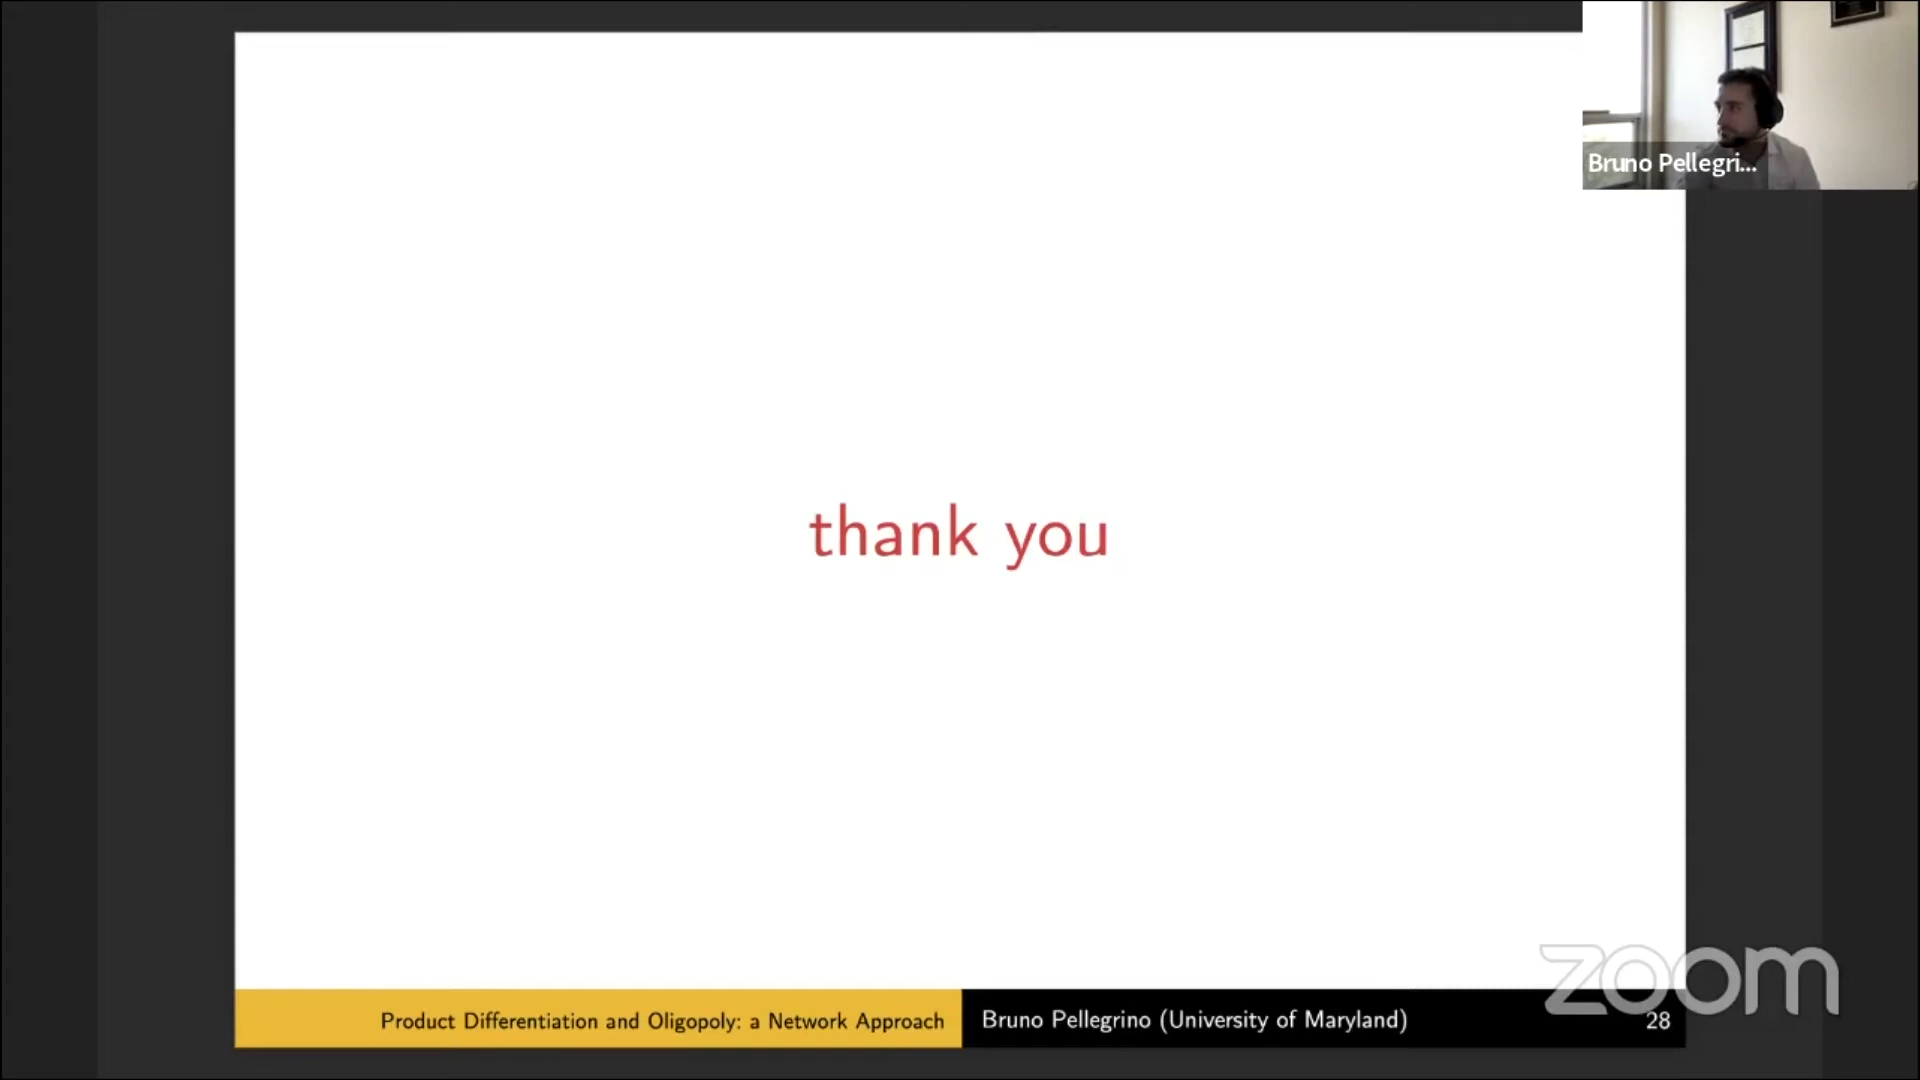 Bruno Pellegri...
thank you
Product Differentiation and Oligopoly: a Network Approach
Bruno Pellegrino (University of Maryland)
28
zoom